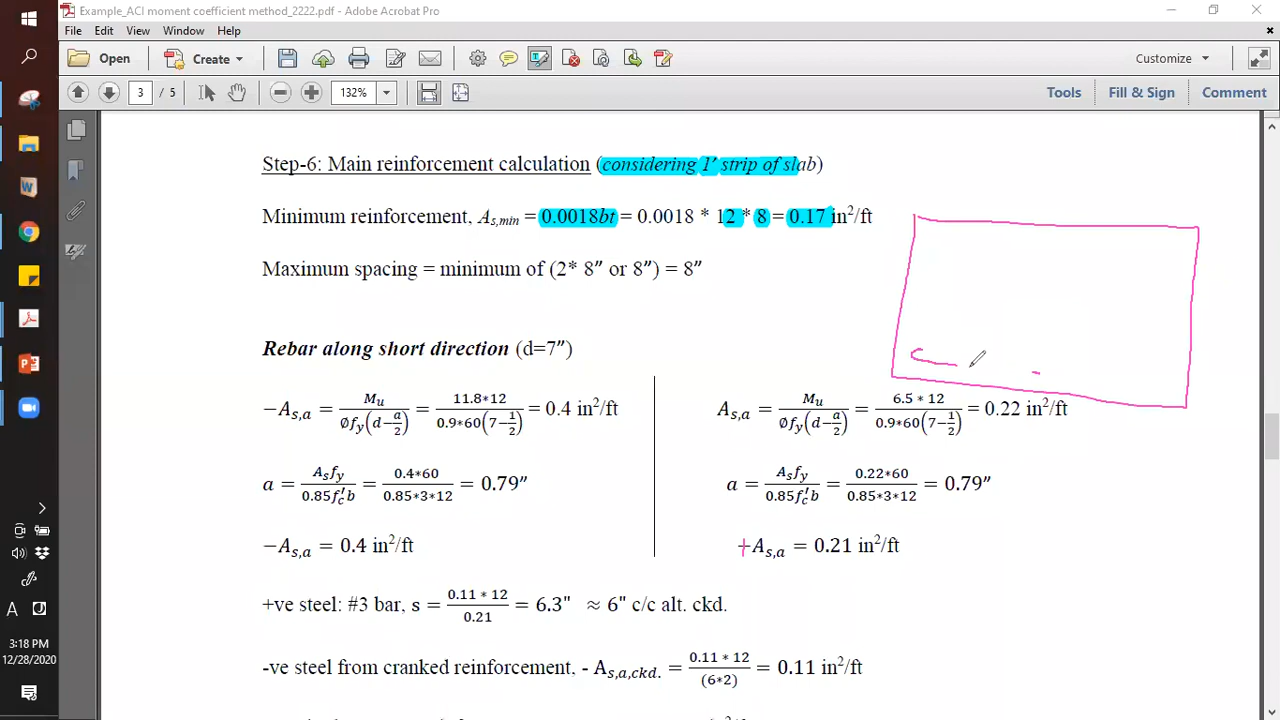 Example_ACI moment coefficient method_2222.pdf - Adobe Acrobat Pro
File Edit View Window Help
Open Create Customize
3 / 5 132% Tools Fill & Sign Comment
Step-6: Main reinforcement calculation (considering 1' strip of slab)
Minimum reinforcement, A_s,min = 0.0018bt = 0.0018 * 12 * 8 = 0.17 in²/ft
Maximum spacing = minimum of (2* 8″ or 8″) = 8″
Rebar along short direction (d=7″)
−A_s,a = M_u / ∅f_y(d−a/2) = 11.8*12 / 0.9*60(7−1/2) = 0.4 in²/ft
a = A_s f_y / 0.85f_c′b = 0.4*60 / 0.85*3*12 = 0.79″
−A_s,a = 0.4 in²/ft
A_s,a = M_u / ∅f_y(d−a/2) = 6.5 * 12 / 0.9*60(7−1/2) = 0.22 in²/ft
a = A_s f_y / 0.85f_c′b = 0.22*60 / 0.85*3*12 = 0.79″
+A_s,a = 0.21 in²/ft
+ve steel: #3 bar, s = 0.11 * 12 / 0.21 = 6.3" ≈ 6" c/c alt. ckd.
-ve steel from cranked reinforcement, - A_s,a,ckd. = 0.11 * 12 / (6*2) = 0.11 in²/ft
A
3:18 PM
12/28/2020